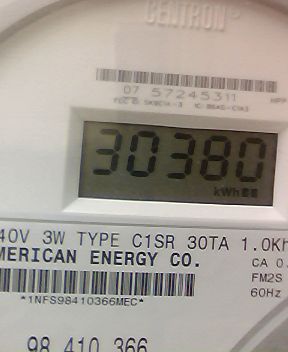 CENTRON®
07 57245311
30380
kWh
40V 3W TYPE C1SR 30TA 1.0Kh
MERICAN ENERGY CO.
CA 0.
FM2S
60Hz
*1NFS98410366MEC*
98 410 366